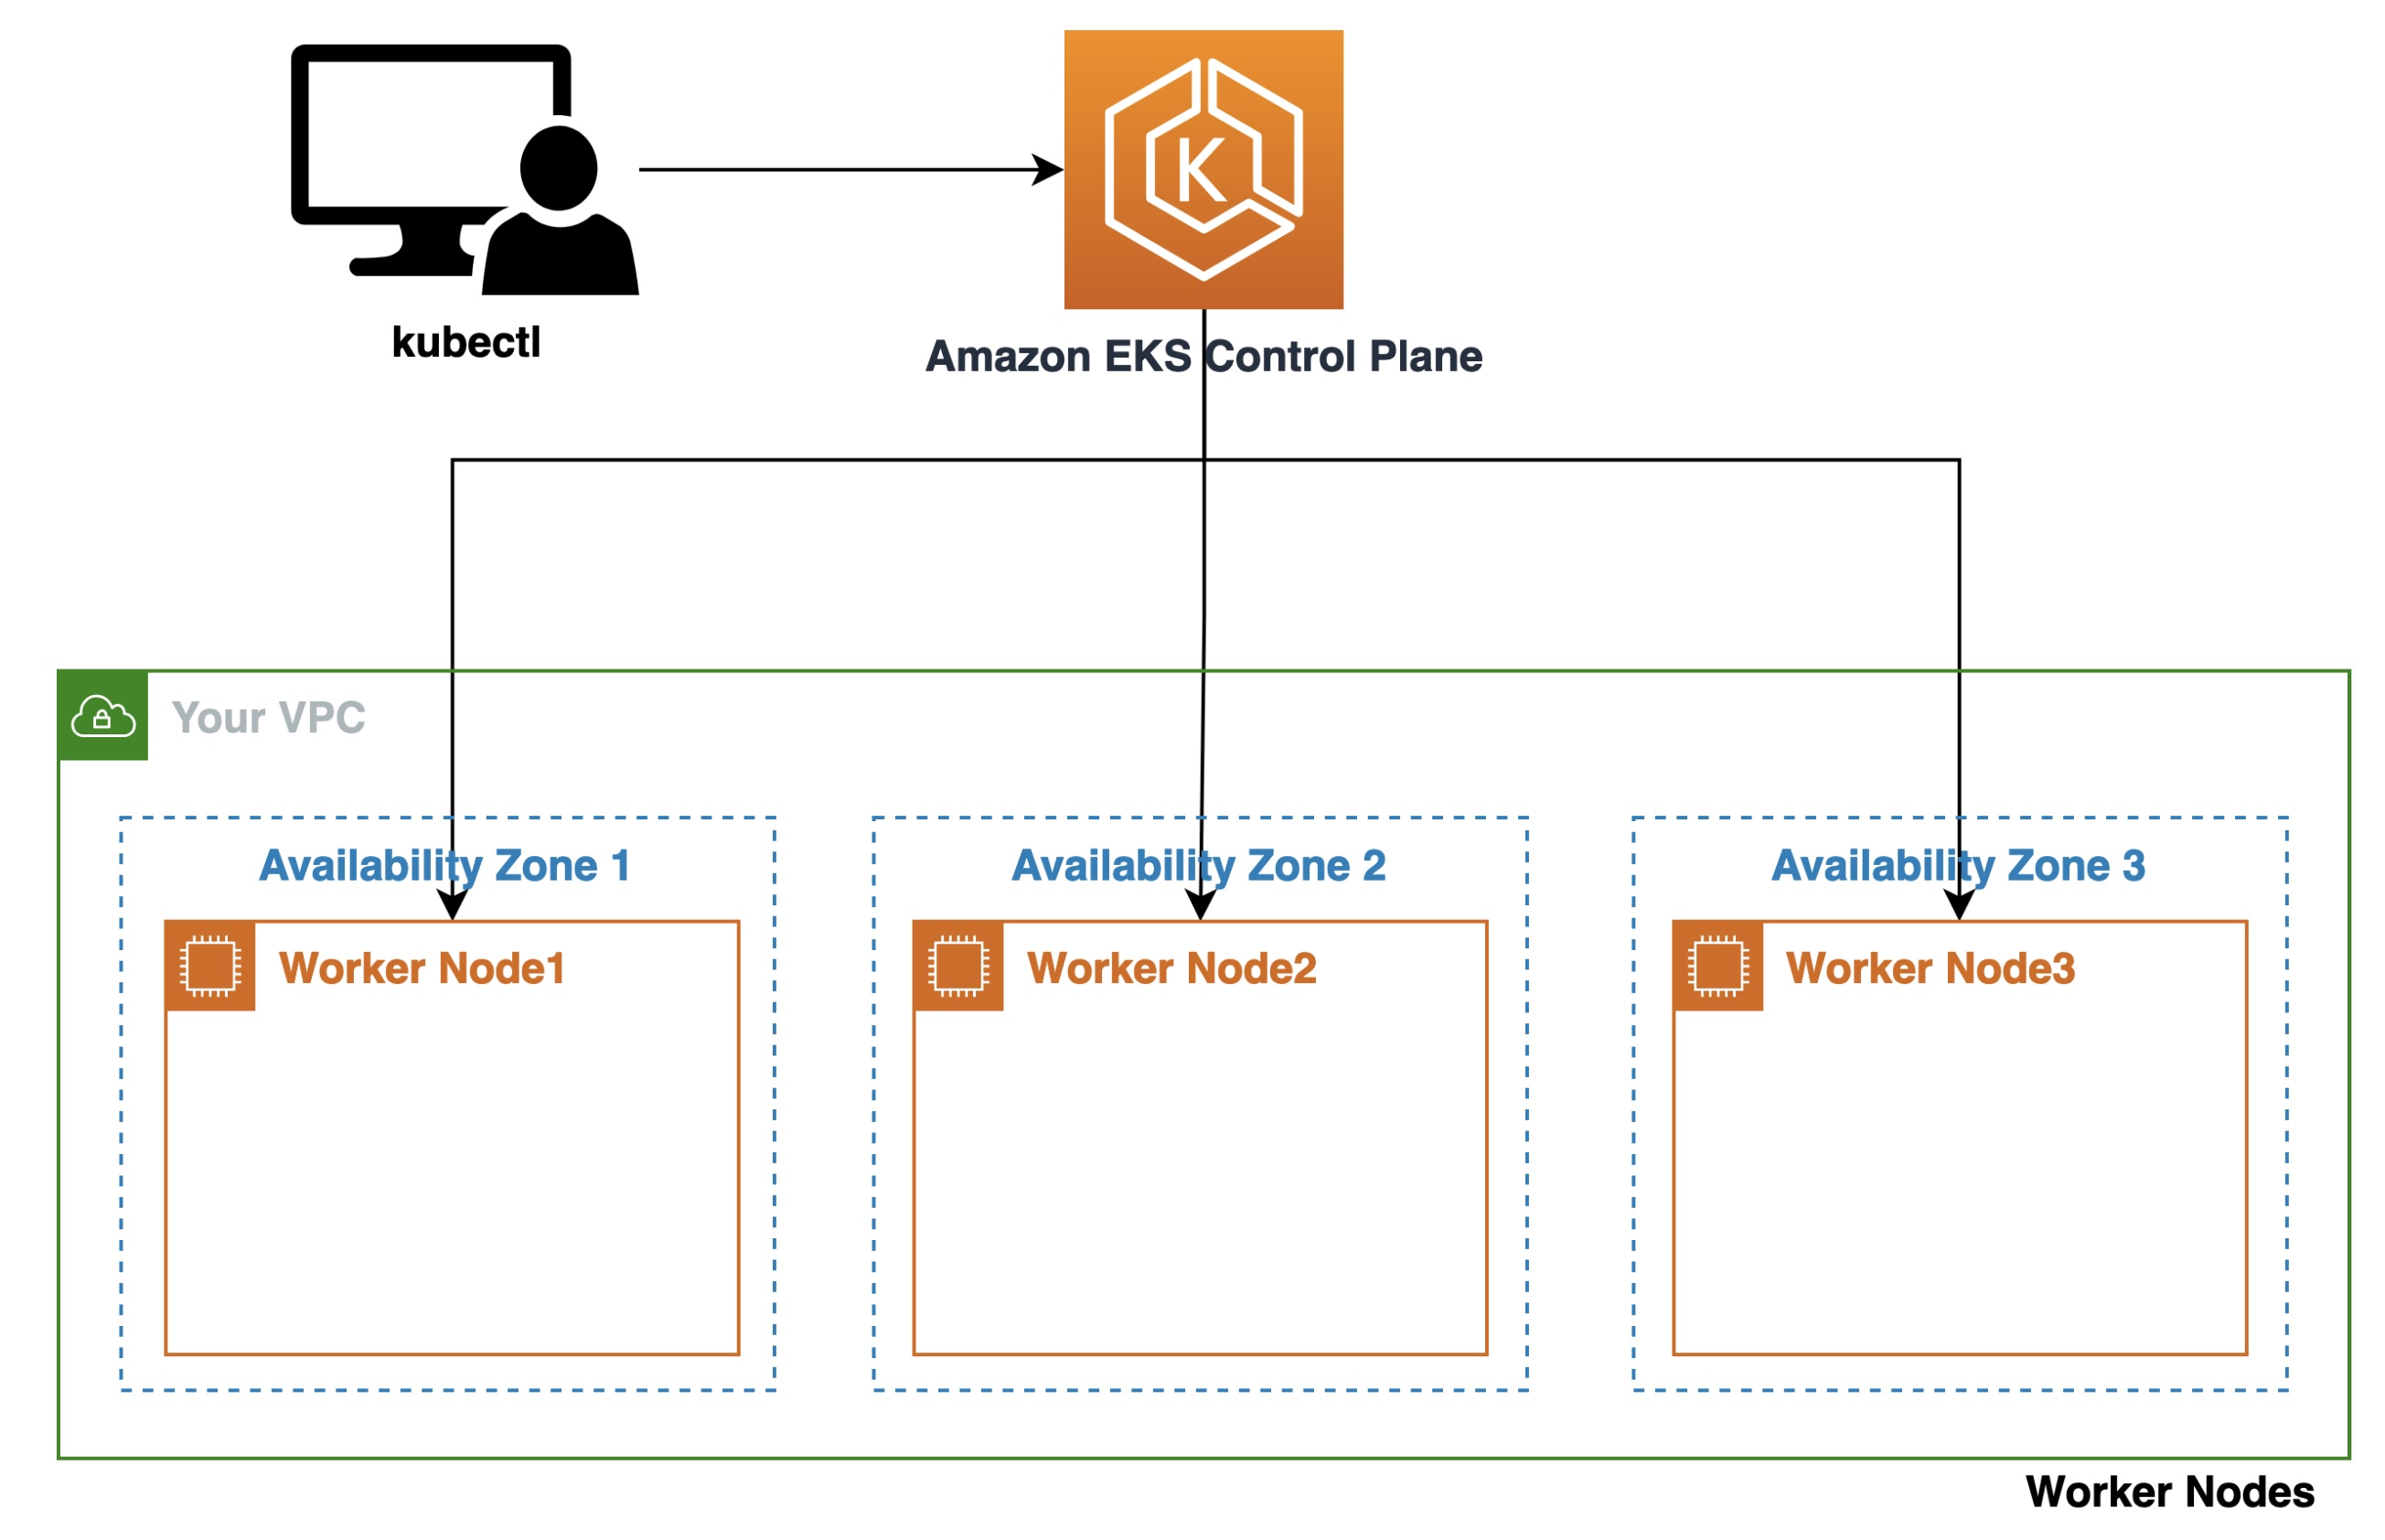 K
kubectl
Amazon EKS Control Plane
Your VPC
Availability Zone 1
Availability Zone 2
Availability Zone 3
Worker Node1
Worker Node2
Worker Node3
Worker Nodes